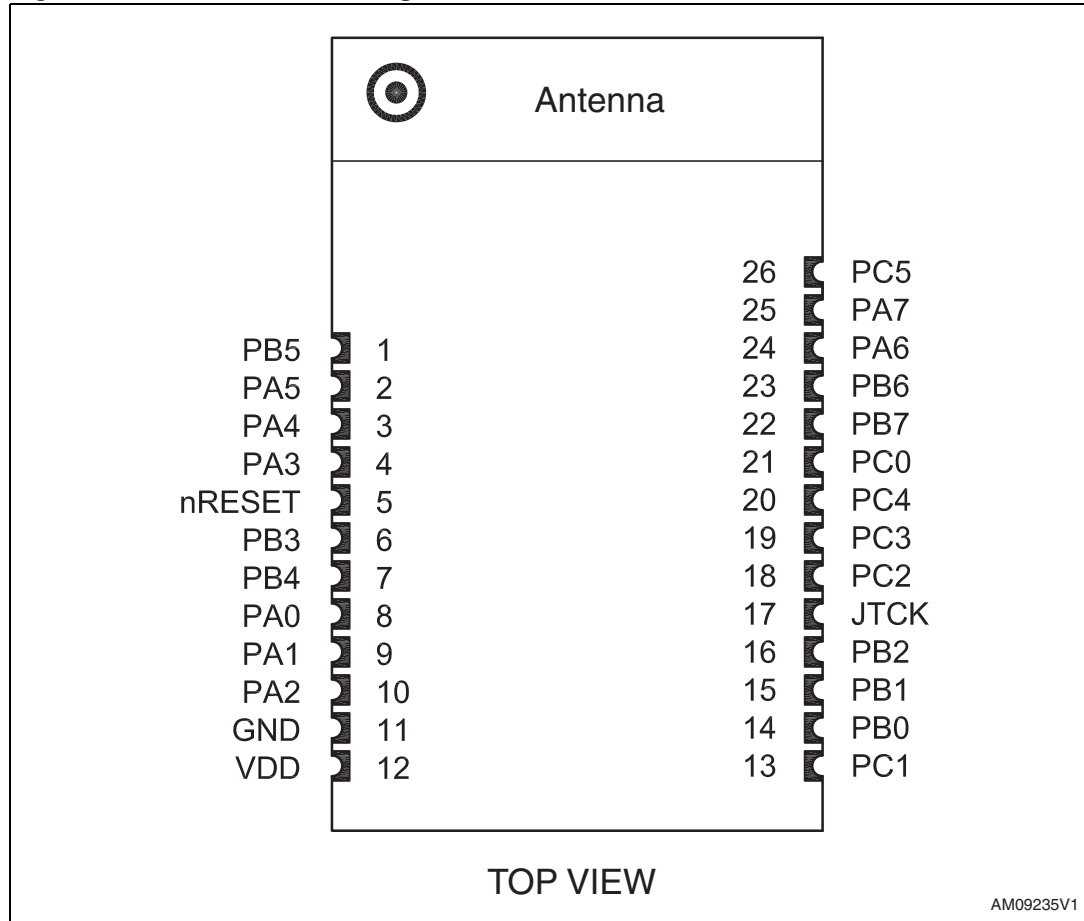 Antenna
26 PC5
25 PA7
24 PA6
PB5 1
23 PB6
PA5 2
22 PB7
PA4 3
21 PC0
PA3 4
20 PC4
nRESET 5
19 PC3
PB3 6
18 PC2
PB4 7
17 JTCK
PA0 8
16 PB2
PA1 9
15 PB1
PA2 10
14 PB0
GND 11
13 PC1
VDD 12
TOP VIEW
AM09235V1